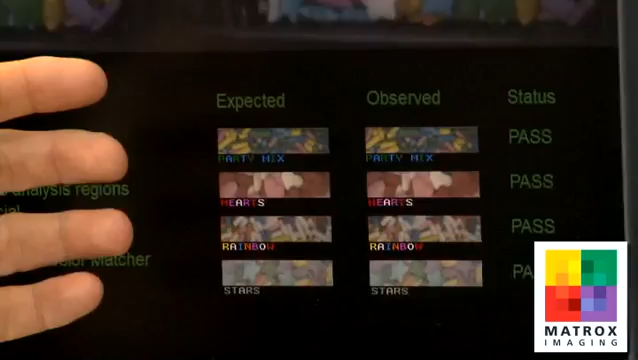 Expected Observed Status
PASS
PARTY MIX PARTY MIX
analysis regions
PASS
HEARTS HEARTS
PASS
RAINBOW RAINBOW
Matcher
STARS STARS
MATROX
IMAGING